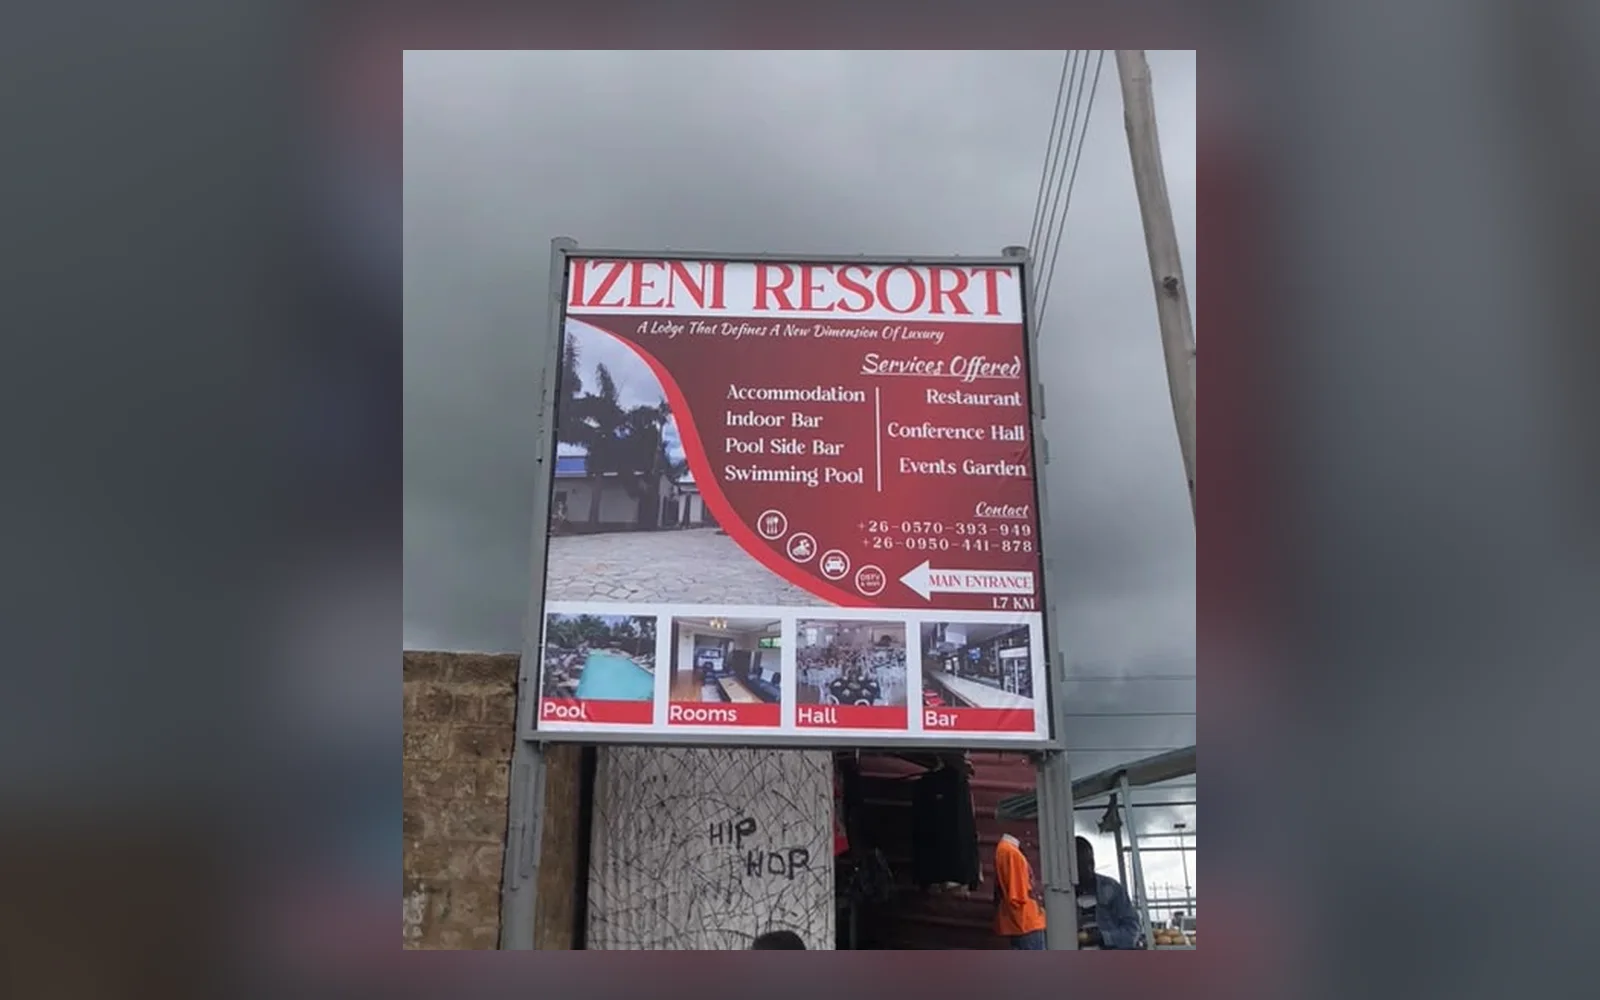 IZENI RESORT
A Lodge That Defines A New Dimension Of Luxury
Services Offered
Accommodation
Indoor Bar
Pool Side Bar
Swimming Pool
Restaurant
Conference Hall
Events Garden
Contact
+26-0570-393-949
+26-0950-441-878
DSTV
MAIN ENTRANCE
1.7 KM
Pool
Rooms
Hall
Bar
HIP
HOP